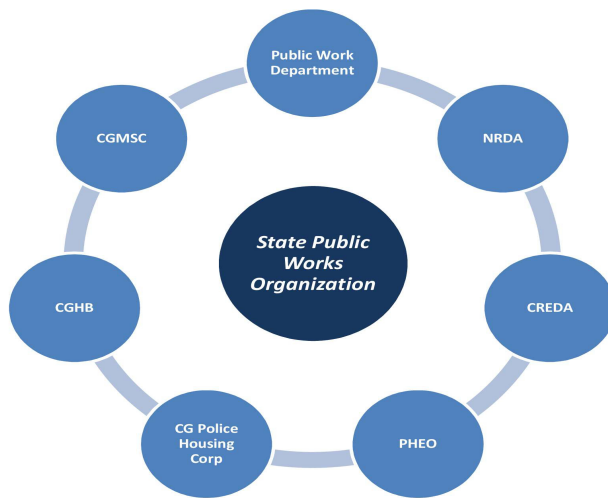 Public Work
Department
NRDA
CREDA
PHEO
CG Police
Housing
Corp
CGHB
CGMSC
State Public
Works
Organization